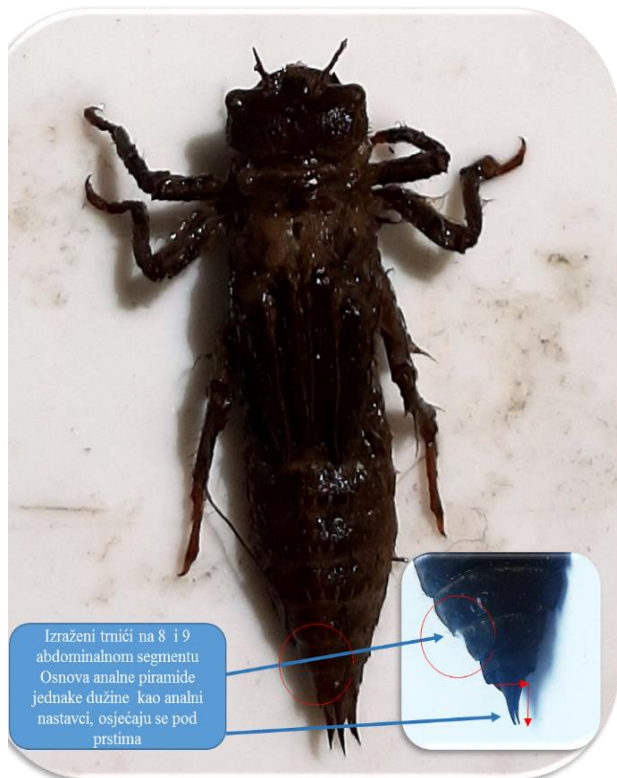 Izraženi trnići na 8 i 9
abdominalnom segmentu
Osnova analne piramide
jednake dužine kao analni
nastavci, osjećaju se pod
prstima